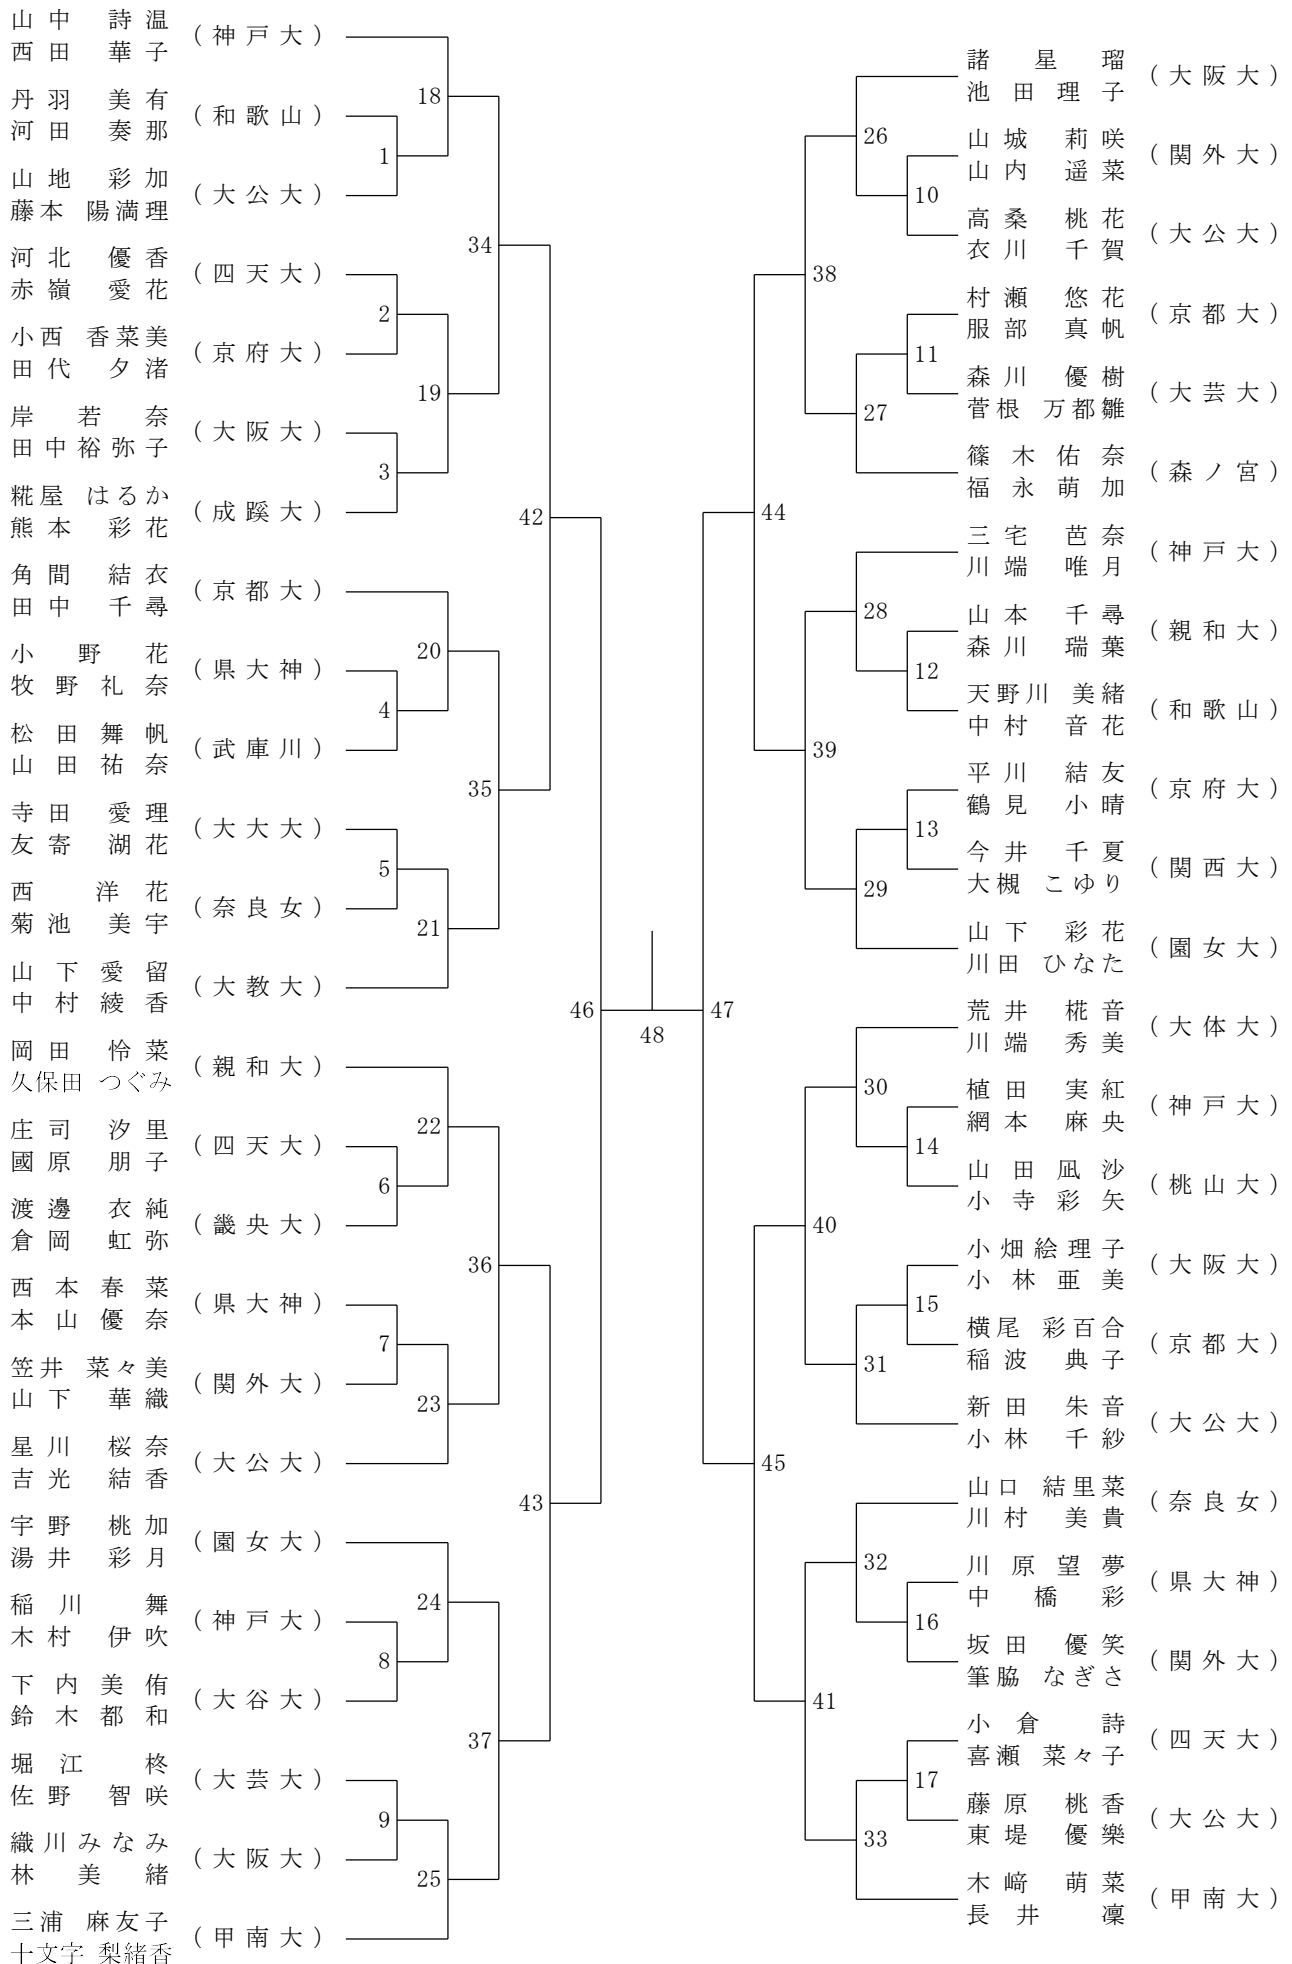 山中 詩温
西田 華子
(神戸大)
丹羽 美有
河田 奏那
(和歌山)
山地 彩加
藤本 陽満理
(大公大)
河北 優香
赤嶺 愛花
(四天大)
小西 香菜美
田代 夕渚
(京府大)
岸 若奈
田中裕弥子
(大阪大)
糀屋 はるか
熊本 彩花
(成蹊大)
角間 結衣
田中 千尋
(京都大)
小野 花
牧野礼奈
(県大神)
松田舞帆
山田祐奈
(武庫川)
寺田 愛理
友寄 湖花
(大大大)
西 洋花
菊池 美宇
(奈良女)
山下愛留
中村綾香
(大教大)
岡田 怜菜
久保田 つぐみ
(親和大)
庄司 汐里
國原 朋子
(四天大)
渡邊 衣純
倉岡 虹弥
(畿央大)
西本春菜
本山優奈
(県大神)
笠井 菜々美
山下 華織
(関外大)
星川 桜奈
吉光 結香
(大公大)
宇野 桃加
湯井 彩月
(園女大)
稲川 舞
木村 伊吹
(神戸大)
下内美侑
鈴木都和
(大谷大)
堀江 柊
佐野 智咲
(大芸大)
織川みなみ
林 美緒
(大阪大)
三浦 麻友子
十文字 梨緒香
(甲南大)
1
2
3
4
5
6
7
8
9
18
19
20
21
22
23
24
25
34
35
36
37
42
43
46
48
47
44
45
38
39
40
41
26
27
28
29
30
31
32
33
10
11
12
13
14
15
16
17
諸星 瑠
池田理子
(大阪大)
山城 莉咲
山内 遥菜
(関外大)
高桑 桃花
衣川 千賀
(大公大)
村瀬 悠花
服部 真帆
(京都大)
森川 優樹
菅根 万都雛
(大芸大)
篠木佑奈
福永萌加
(森ノ宮)
三宅 芭奈
川端 唯月
(神戸大)
山本 千尋
森川 瑞葉
(親和大)
天野川 美緒
中村 音花
(和歌山)
平川 結友
鶴見 小晴
(京府大)
今井 千夏
大槻 こゆり
(関西大)
山下 彩花
川田 ひなた
(園女大)
荒井 椛音
川端 秀美
(大体大)
植田 実紅
網本 麻央
(神戸大)
山田凪沙
小寺彩矢
(桃山大)
小畑絵理子
小林亜美
(大阪大)
横尾 彩百合
稲波 典子
(京都大)
新田 朱音
小林 千紗
(大公大)
山口 結里菜
川村 美貴
(奈良女)
川原望夢
中橋彩
(県大神)
坂田 優笑
筆脇 なぎさ
(関外大)
小倉 詩
喜瀬 菜々子
(四天大)
藤原 桃香
東堤 優樂
(大公大)
木﨑 萌菜
長井 凜
(甲南大)